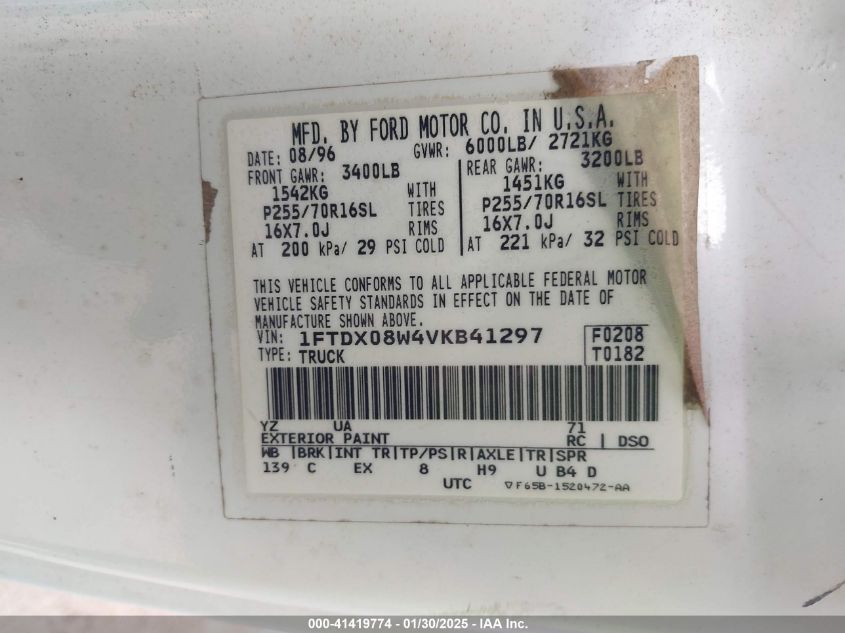 MFD. BY FORD MOTOR CO. IN U.S.A.
DATE: 08/96 GVWR: 6000LB/ 2721KG
FRONT GAWR: 3400LB REAR GAWR: 3200LB
1542KG WITH 1451KG WITH
P255/70R16SL TIRES P255/70R16SL TIRES
16X7.0J RIMS 16X7.0J RIMS
AT 200 kPa/ 29 PSI COLD AT 221 kPa/ 32 PSI COLD
THIS VEHICLE CONFORMS TO ALL APPLICABLE FEDERAL MOTOR
VEHICLE SAFETY STANDARDS IN EFFECT ON THE DATE OF
MANUFACTURE SHOWN ABOVE.
VIN: 1FTDX08W4VKB41297 F0208
TYPE: TRUCK T0182
YZ UA 71
EXTERIOR PAINT RC | DSO
WB |BRK|INT TR|TP/PS|R|AXLE|TR|SPR
139 C EX 8 H9 U B4 D
UTC ▽F65B-1520472-AA
000-41419774 - 01/30/2025 - IAA Inc.